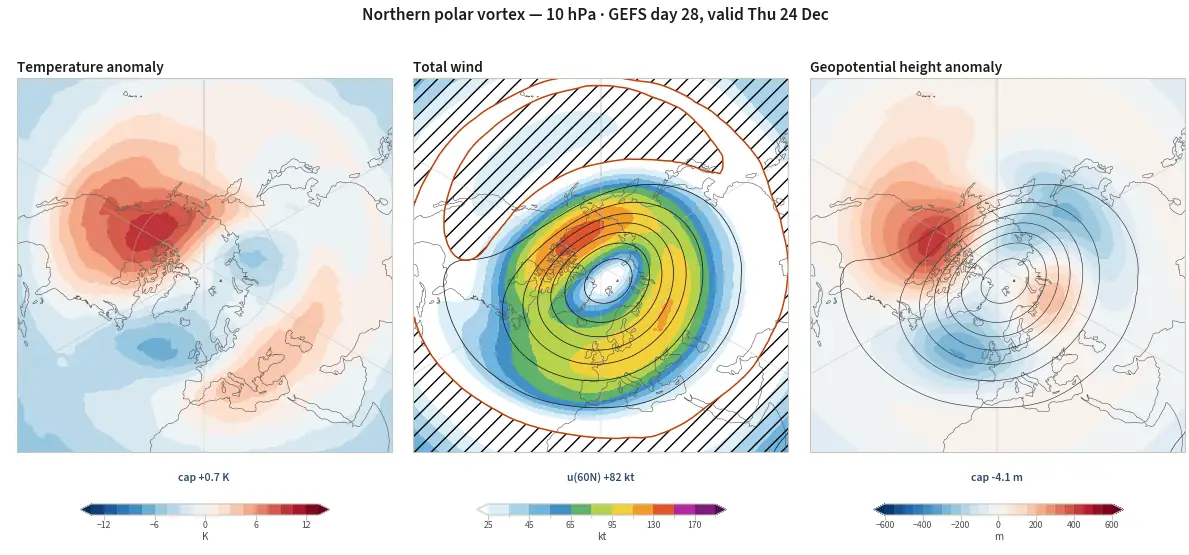 Northern polar vortex — 10 hPa · GEFS day 28, valid Thu 24 Dec
Temperature anomaly
Total wind
Geopotential height anomaly
cap +0.7 K
u(60N) +82 kt
cap -4.1 m
−12 −6 0 6 12
K
25 45 65 95 130 170
kt
−600 −400 −200 0 200 400 600
m